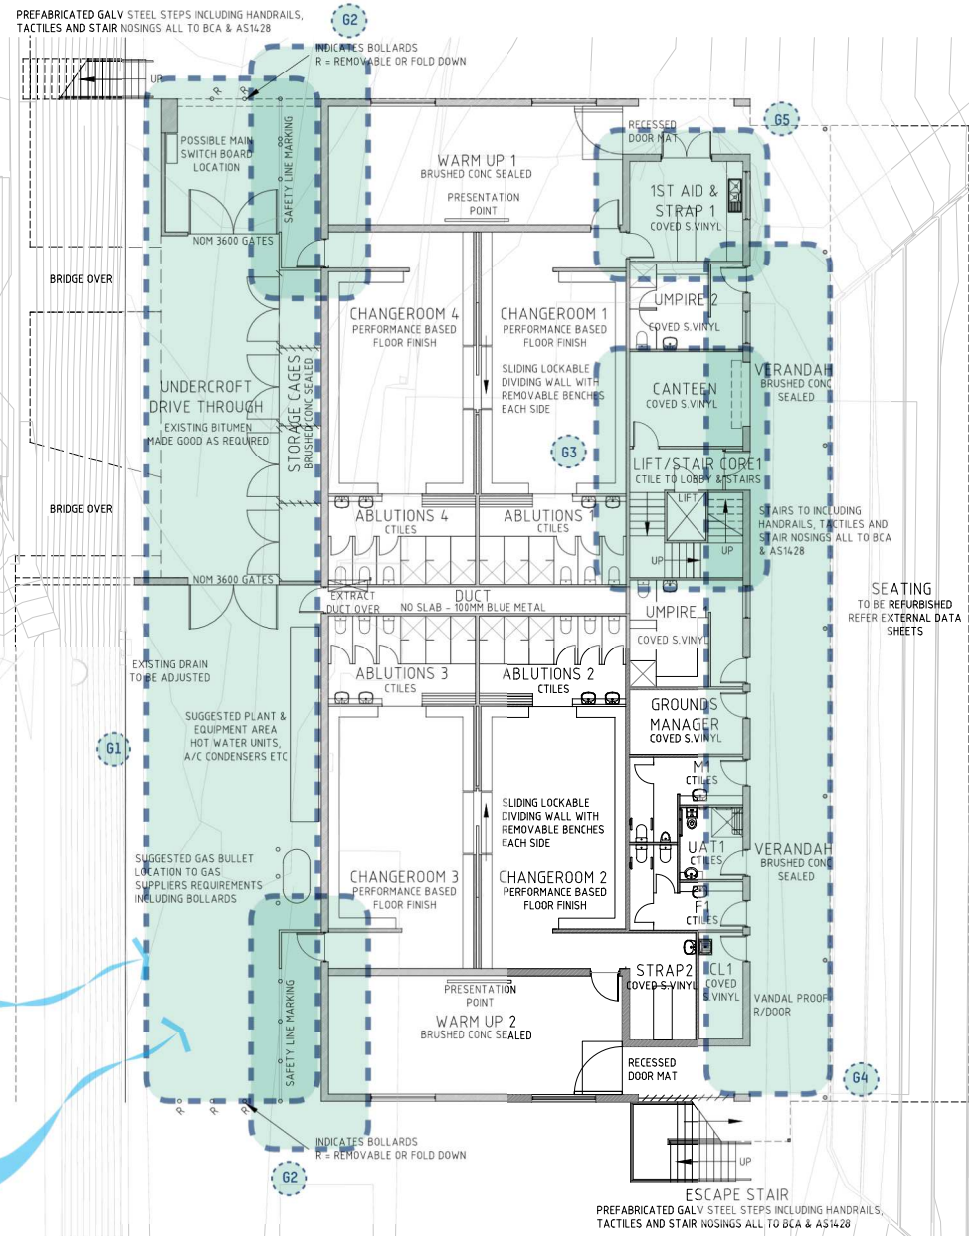 PREFABRICATED GALV STEEL STEPS INCLUDING HANDRAILS,
TACTILES AND STAIR NOSINGS ALL TO BCA & AS1428
G2
INDICATES BOLLARDS
R = REMOVABLE OR FOLD DOWN
UP
R
R
G5
POSSIBLE MAIN
SWITCH BOARD
LOCATION
SAFETY LINE MARKING
WARM UP 1
BRUSHED CONC SEALED
PRESENTATION
POINT
RECESSED
DOOR MAT
1ST AID &
STRAP 1
COVED S.VINYL
NOM 3600 GATES
BRIDGE OVER
CHANGEROOM 4
PERFORMANCE BASED
FLOOR FINISH
CHANGEROOM 1
PERFORMANCE BASED
FLOOR FINISH
UMPIRE 2
COVED S.VINYL
SLIDING LOCKABLE
DIVIDING WALL WITH
REMOVABLE BENCHES
EACH SIDE
CANTEEN
COVED S.VINYL
VERANDAH
BRUSHED CONC
SEALED
UNDERCROFT
DRIVE THROUGH
EXISTING BITUMEN
MADE GOOD AS REQUIRED
STORAGE CAGES
BRUSHED CONC SEALED
G3
LIFT/STAIR CORE1
CTILE TO LOBBY & STAIRS
LIFT
BRIDGE OVER
ABLUTIONS 4
CTILES
ABLUTIONS 1
CTILES
STAIRS TO INCLUDING
HANDRAILS, TACTILES AND
STAIR NOSINGS ALL TO BCA
& AS1428
UP
UP
NOM 3600 GATES
EXTRACT
DUCT OVER
DUCT
NO SLAB - 100MM BLUE METAL
UMPIRE 1
COVED S.VINYL
SEATING
TO BE REFURBISHED
REFER EXTERNAL DATA
SHEETS
EXISTING DRAIN
TO BE ADJUSTED
ABLUTIONS 3
CTILES
ABLUTIONS 2
CTILES
GROUNDS
MANAGER
COVED S.VINYL
SUGGESTED PLANT &
EQUIPMENT AREA
HOT WATER UNITS,
A/C CONDENSERS ETC
G1
M1
CTILES
SLIDING LOCKABLE
DIVIDING WALL WITH
REMOVABLE BENCHES
EACH SIDE
UAT1
CTILES
VERANDAH
BRUSHED CONC
SEALED
SUGGESTED GAS BULLET
LOCATION TO GAS
SUPPLIERS REQUIREMENTS
INCLUDING BOLLARDS
CHANGEROOM 3
PERFORMANCE BASED
FLOOR FINISH
CHANGEROOM 2
PERFORMANCE BASED
FLOOR FINISH
F1
CTILES
STRAP2
COVED S.VINYL
CL1
COVED
S.VINYL
VANDAL PROOF
R/DOOR
SAFETY LINE MARKING
PRESENTATION
POINT
WARM UP 2
BRUSHED CONC SEALED
RECESSED
DOOR MAT
G4
R
R
R
INDICATES BOLLARDS
R = REMOVABLE OR FOLD DOWN
G2
UP
ESCAPE STAIR
PREFABRICATED GALV STEEL STEPS INCLUDING HANDRAILS,
TACTILES AND STAIR NOSINGS ALL TO BCA & AS1428